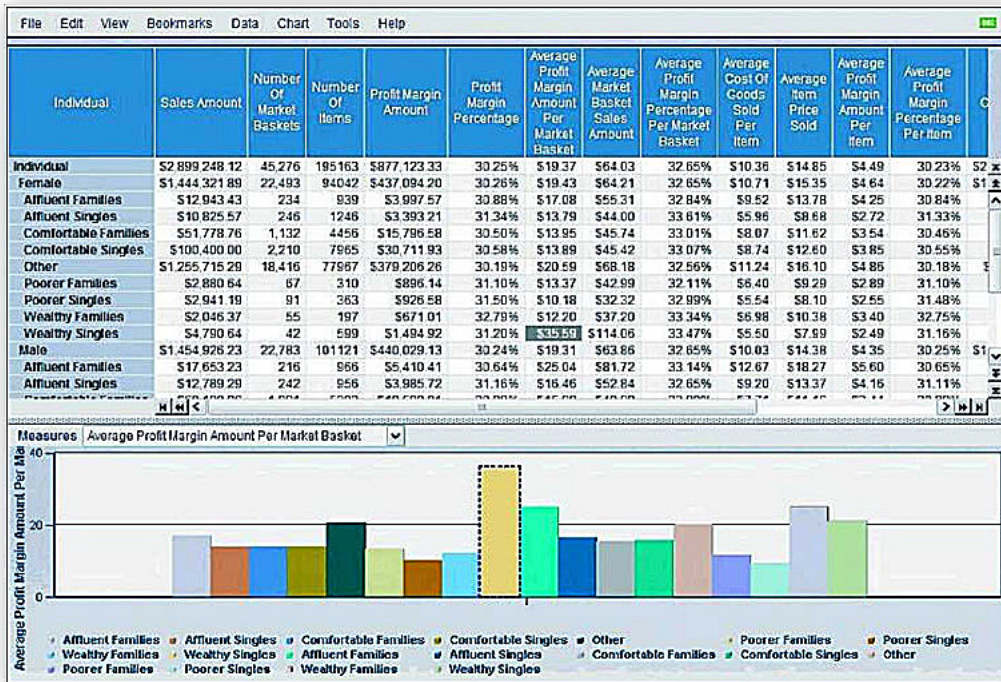 File Edit View Bookmarks Data Chart Tools Help
Individual Sales Amount Number Of Market Baskets Number Of Items Profit Margin Amount Profit Margin Percentage Average Profit Margin Amount Per Market Basket Average Market Basket Sales Amount Average Profit Margin Percentage Per Market Basket Average Cost Of Goods Sold Per Item Average Item Price Sold Average Profit Margin Amount Per Item Average Profit Margin Percentage Per Item C
Individual $2,899,248.12 45,276 195163 $877,123.33 30.25% $19.37 $64.03 32.65% $10.36 $14.85 $4.49 30.23% $2
Female $1,444,321.89 22,493 94042 $437,094.20 30.26% $19.43 $64.21 32.65% $10.71 $15.35 $4.64 30.22% $1
Affluent Families $12,943.43 234 939 $3,997.57 30.88% $17.08 $55.31 32.84% $9.52 $13.78 $4.25 30.84%
Affluent Singles $10,825.57 246 1246 $3,393.21 31.34% $13.79 $44.00 33.61% $5.96 $8.68 $2.72 31.33%
Comfortable Families $51,778.76 1,132 4456 $15,796.58 30.50% $13.95 $45.74 33.01% $8.07 $11.62 $3.54 30.46%
Comfortable Singles $100,400.00 2,210 7965 $30,711.93 30.58% $13.89 $45.42 33.07% $8.74 $12.60 $3.85 30.55%
Other $1,255,715.29 18,416 77967 $379,206.26 30.19% $20.59 $68.18 32.56% $11.24 $16.10 $4.86 30.18%
Poorer Families $2,880.64 67 310 $896.14 31.10% $13.37 $42.99 32.11% $6.40 $9.29 $2.89 31.10%
Poorer Singles $2,941.19 91 363 $926.58 31.50% $10.18 $32.32 32.99% $5.54 $8.10 $2.55 31.48%
Wealthy Families $2,046.37 55 197 $671.01 32.79% $12.20 $37.20 33.34% $6.98 $10.38 $3.40 32.75%
Wealthy Singles $4,790.64 42 599 $1,494.92 31.20% $35.59 $114.06 33.47% $5.50 $7.99 $2.49 31.16%
Male $1,454,926.23 22,783 101121 $440,029.13 30.24% $19.31 $63.86 32.65% $10.03 $14.38 $4.35 30.25% $1
Affluent Families $17,653.23 216 966 $5,410.41 30.64% $25.04 $81.72 33.14% $12.67 $18.27 $5.60 30.65%
Affluent Singles $12,789.29 242 956 $3,985.72 31.16% $16.46 $52.84 32.65% $9.20 $13.37 $4.16 31.11%
Measures Average Profit Margin Amount Per Market Basket
Average Profit Margin Amount Per Ma
40
20
0
Affluent Families Affluent Singles Comfortable Families Comfortable Singles Other Poorer Families Poorer Singles
Wealthy Families Wealthy Singles Affluent Families Affluent Singles Comfortable Families Comfortable Singles Other
Poorer Families Poorer Singles Wealthy Families Wealthy Singles